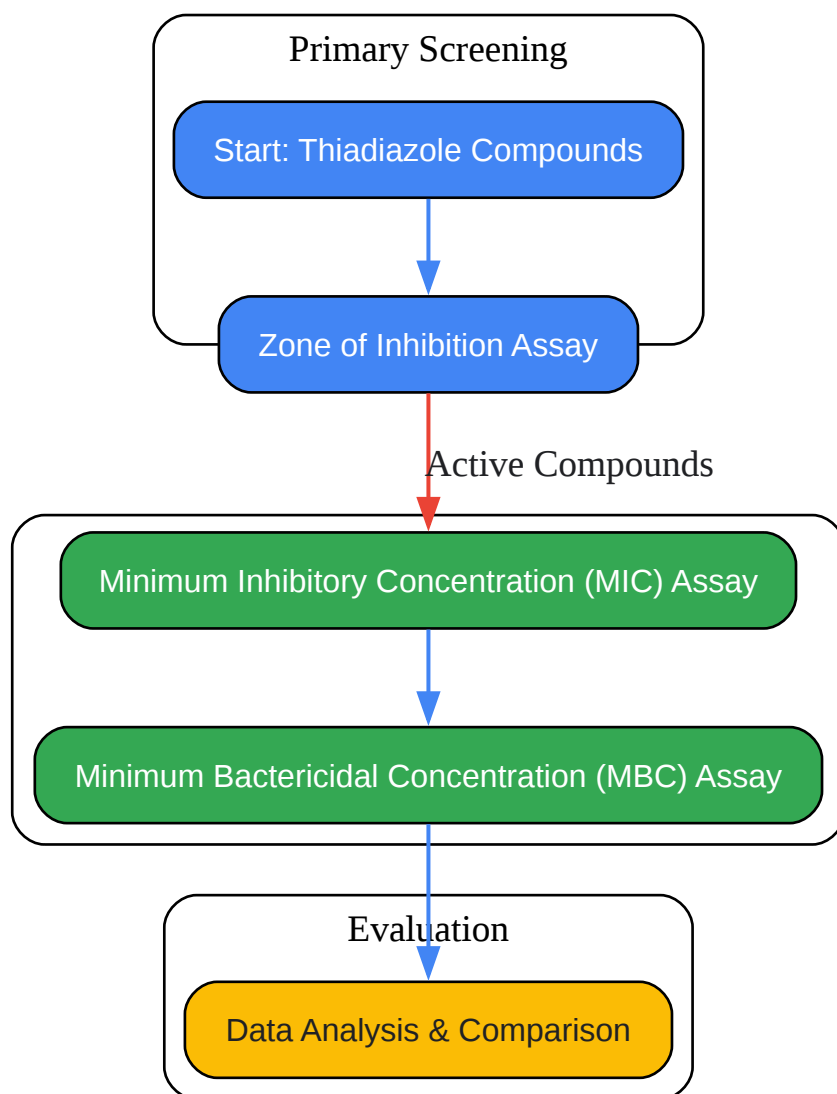 Primary Screening
Start: Thiadiazole Compounds
Zone of Inhibition Assay
Active Compounds
Minimum Inhibitory Concentration (MIC) Assay
Minimum Bactericidal Concentration (MBC) Assay
Evaluation
Data Analysis & Comparison